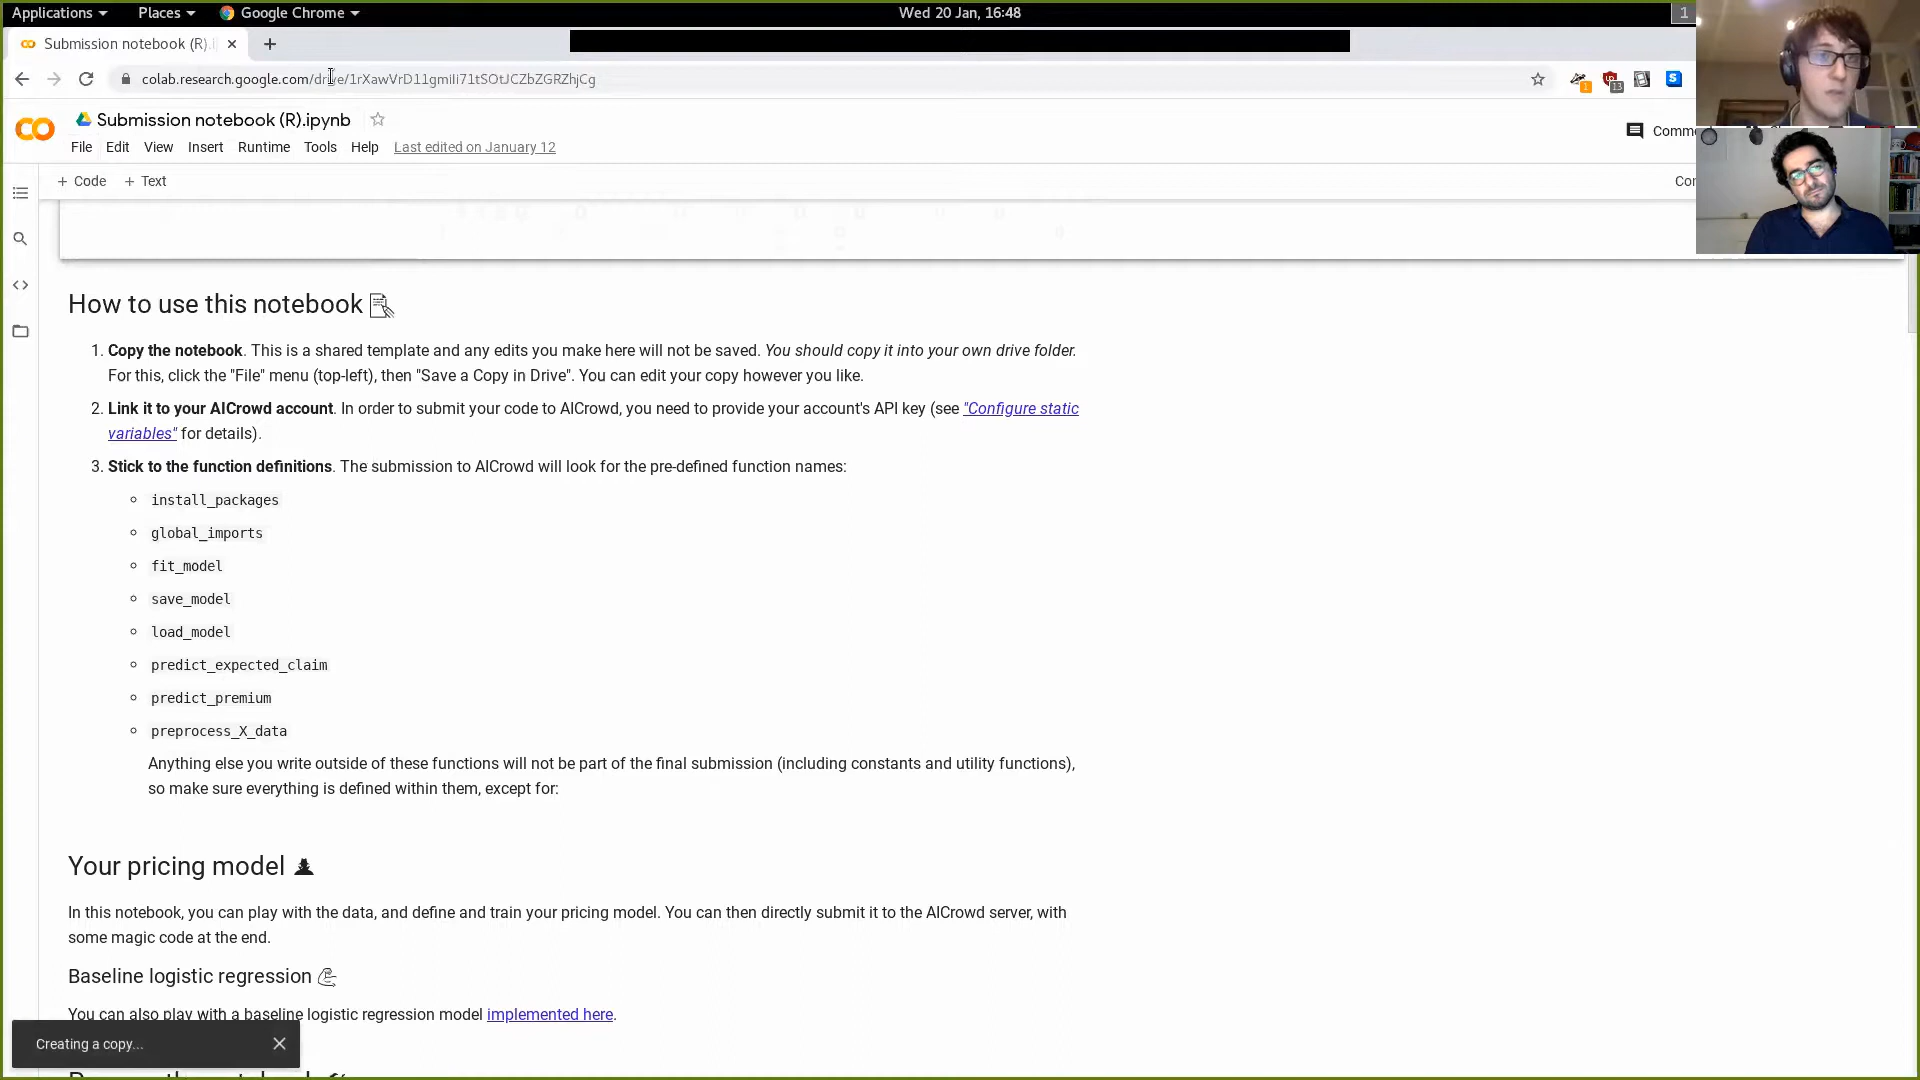 Applications Places Google Chrome Wed 20 Jan, 16:48 1
Submission notebook (R).i
colab.research.google.com/drive/1rXawVrD11gmiIi71tSOtJCZbZGRZhjCg 1 13 S
Submission notebook (R).ipynb
File Edit View Insert Runtime Tools Help Last edited on January 12
+ Code + Text
How to use this notebook
1. Copy the notebook. This is a shared template and any edits you make here will not be saved. You should copy it into your own drive folder.
For this, click the "File" menu (top-left), then "Save a Copy in Drive". You can edit your copy however you like.
2. Link it to your AICrowd account. In order to submit your code to AICrowd, you need to provide your account's API key (see "Configure static
variables" for details).
3. Stick to the function definitions. The submission to AICrowd will look for the pre-defined function names:
install_packages
global_imports
fit_model
save_model
load_model
predict_expected_claim
predict_premium
preprocess_X_data
Anything else you write outside of these functions will not be part of the final submission (including constants and utility functions),
so make sure everything is defined within them, except for:
Your pricing model
In this notebook, you can play with the data, and define and train your pricing model. You can then directly submit it to the AICrowd server, with
some magic code at the end.
Baseline logistic regression
You can also play with a baseline logistic regression model implemented here.
Creating a copy...